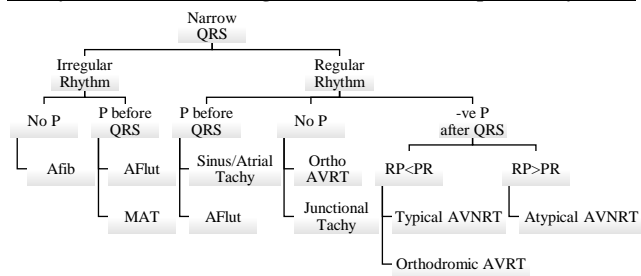 Narrow
QRS
Irregular
Rhythm
Regular
Rhythm
No P
P before
QRS
P before
QRS
No P
-ve P
after QRS
Afib
AFlut
MAT
Sinus/Atrial
Tachy
AFlut
Ortho
AVRT
Junctional
Tachy
RP<PR
RP>PR
Typical AVNRT
Orthodromic AVRT
Atypical AVNRT